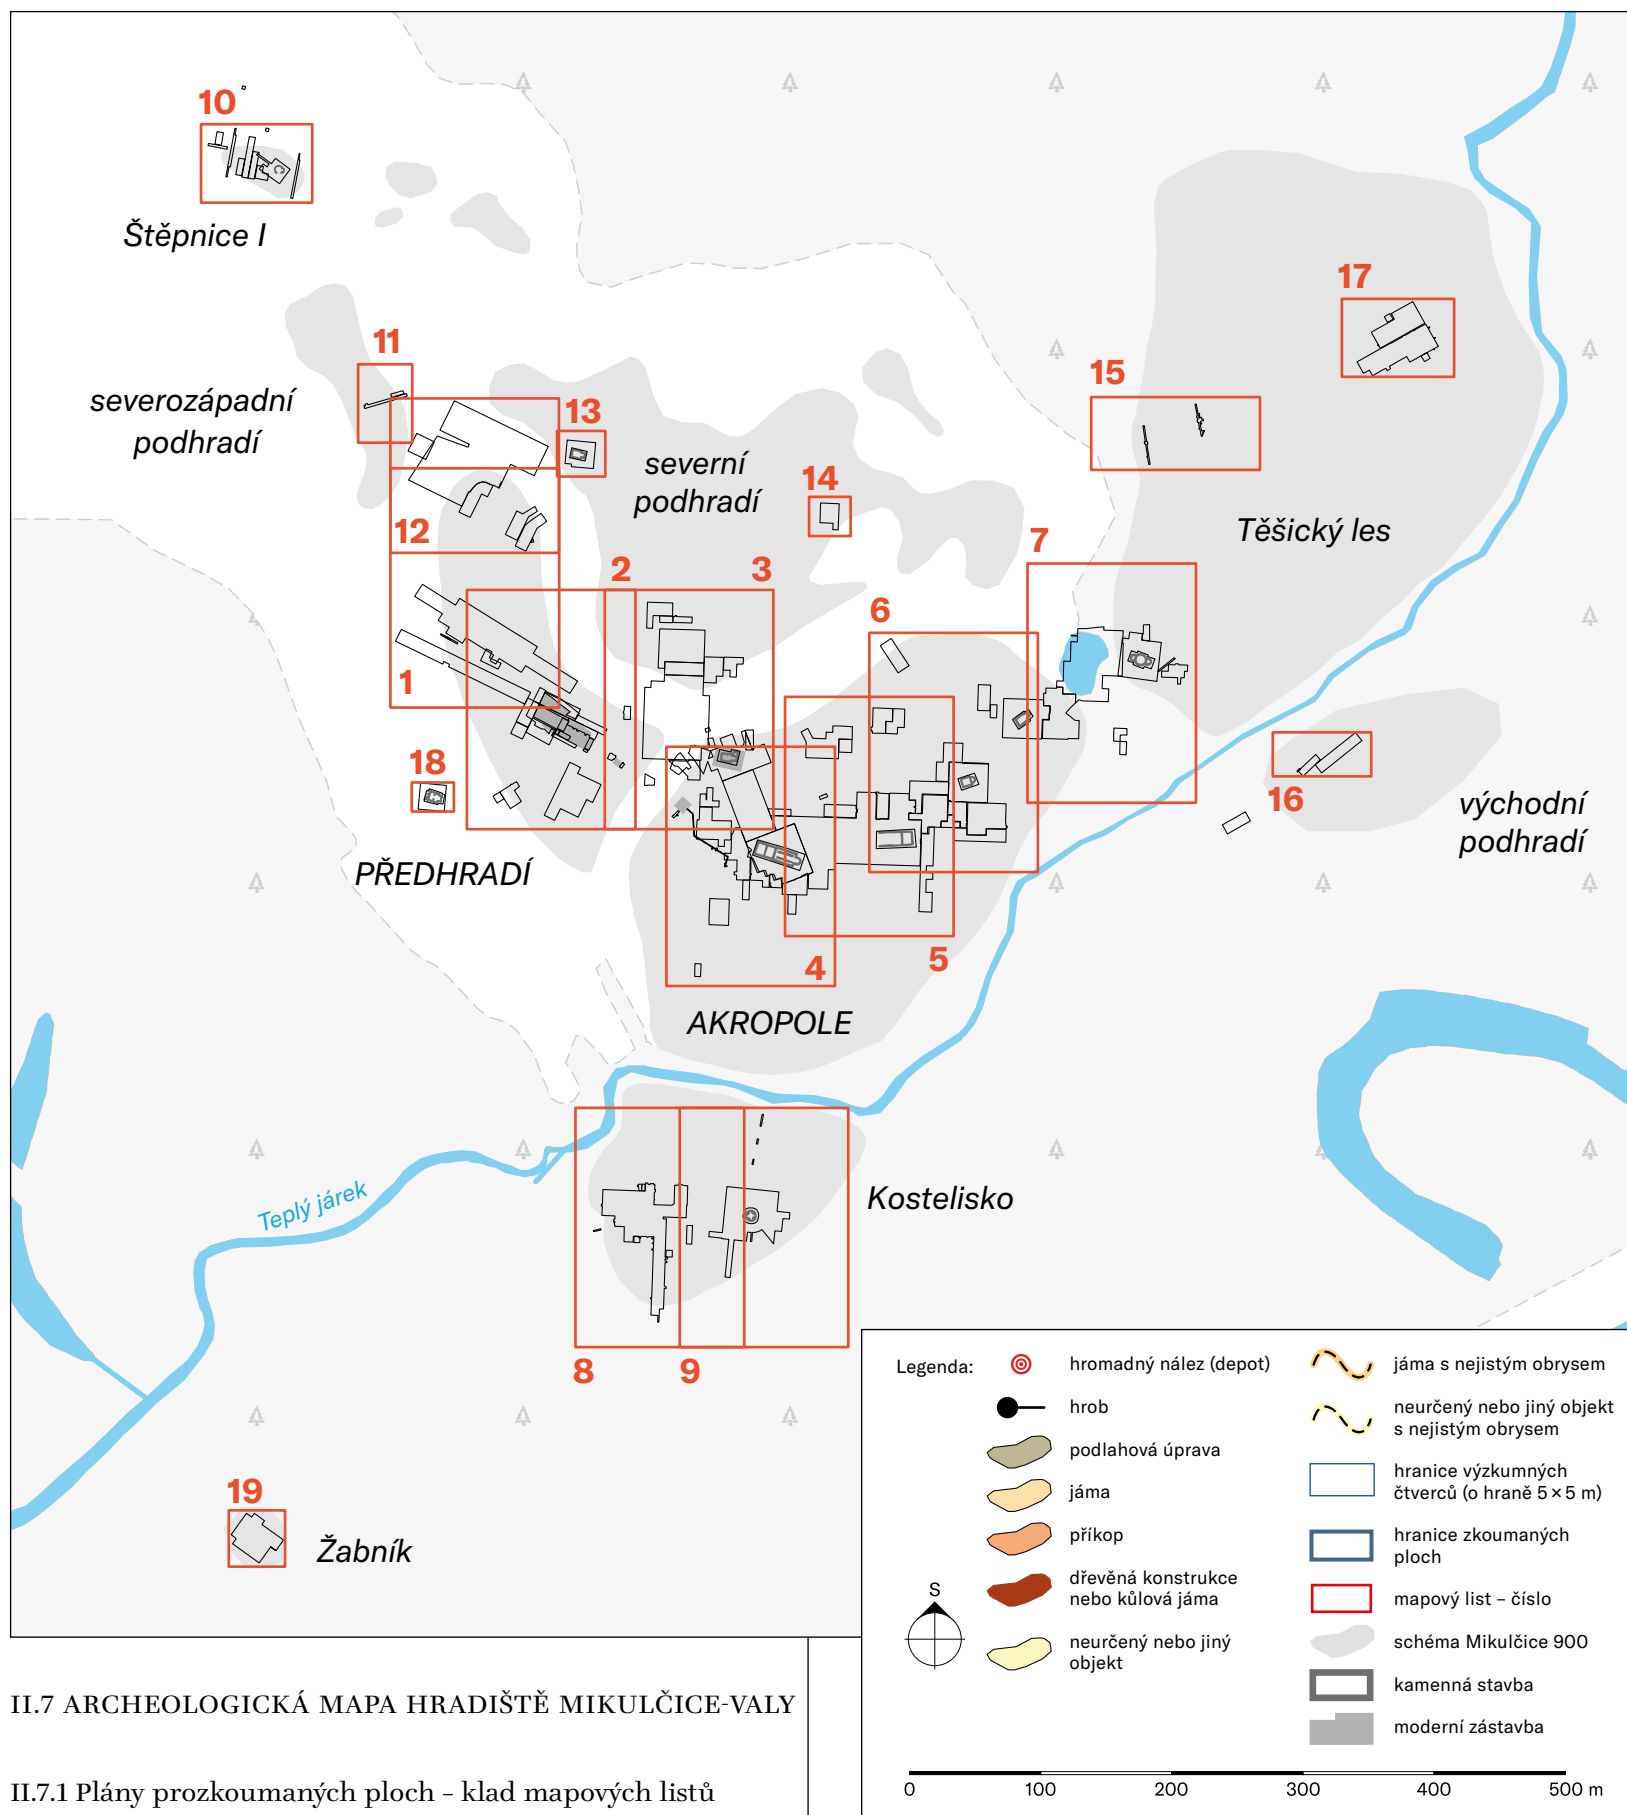 10
Štěpnice I
17
11
15
severozápadní
podhradí
13
severní
podhradí
14
12
Těšický les
7
2
3
6
1
18
16
východní
podhradí
PŘEDHRADÍ
4
5
AKROPOLE
Teplý járek
Kostelisko
8
9
19
Žabník
Legenda:
hromadný nález (depot)
hrob
podlahová úprava
jáma
příkop
dřevěná konstrukce
nebo kůlová jáma
neurčený nebo jiný
objekt
jáma s nejistým obrysem
neurčený nebo jiný objekt
s nejistým obrysem
hranice výzkumných
čtverců (o hraně 5 × 5 m)
hranice zkoumaných
ploch
mapový list – číslo
schéma Mikulčice 900
kamenná stavba
moderní zástavba
S
0 100 200 300 400 500 m
II.7 ARCHEOLOGICKÁ MAPA HRADIŠTĚ MIKULČICE-VALY
II.7.1 Plány prozkoumaných ploch – klad mapových listů